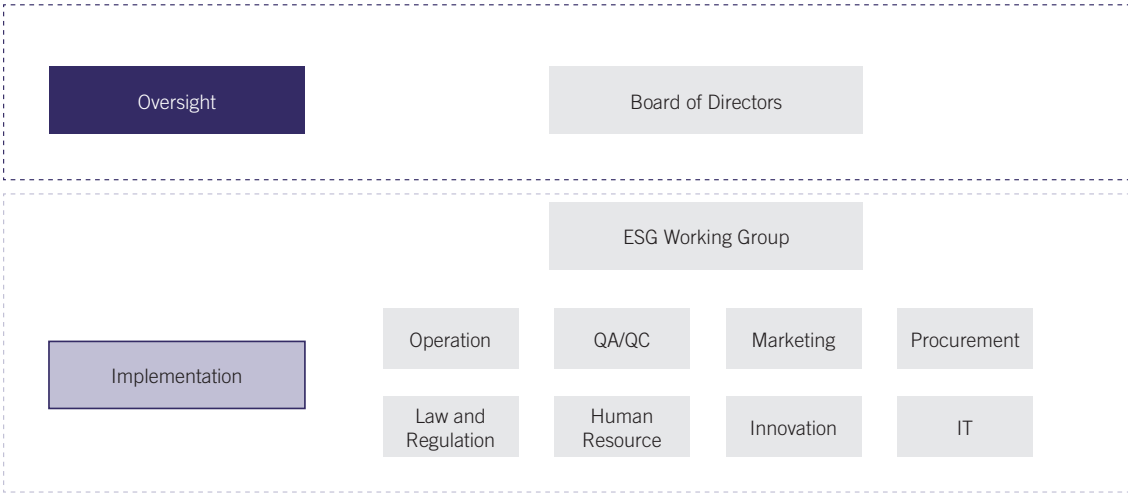 Oversight
Board of Directors
ESG Working Group
Implementation
Operation
QA/QC
Marketing
Procurement
Law and
Regulation
Human
Resource
Innovation
IT